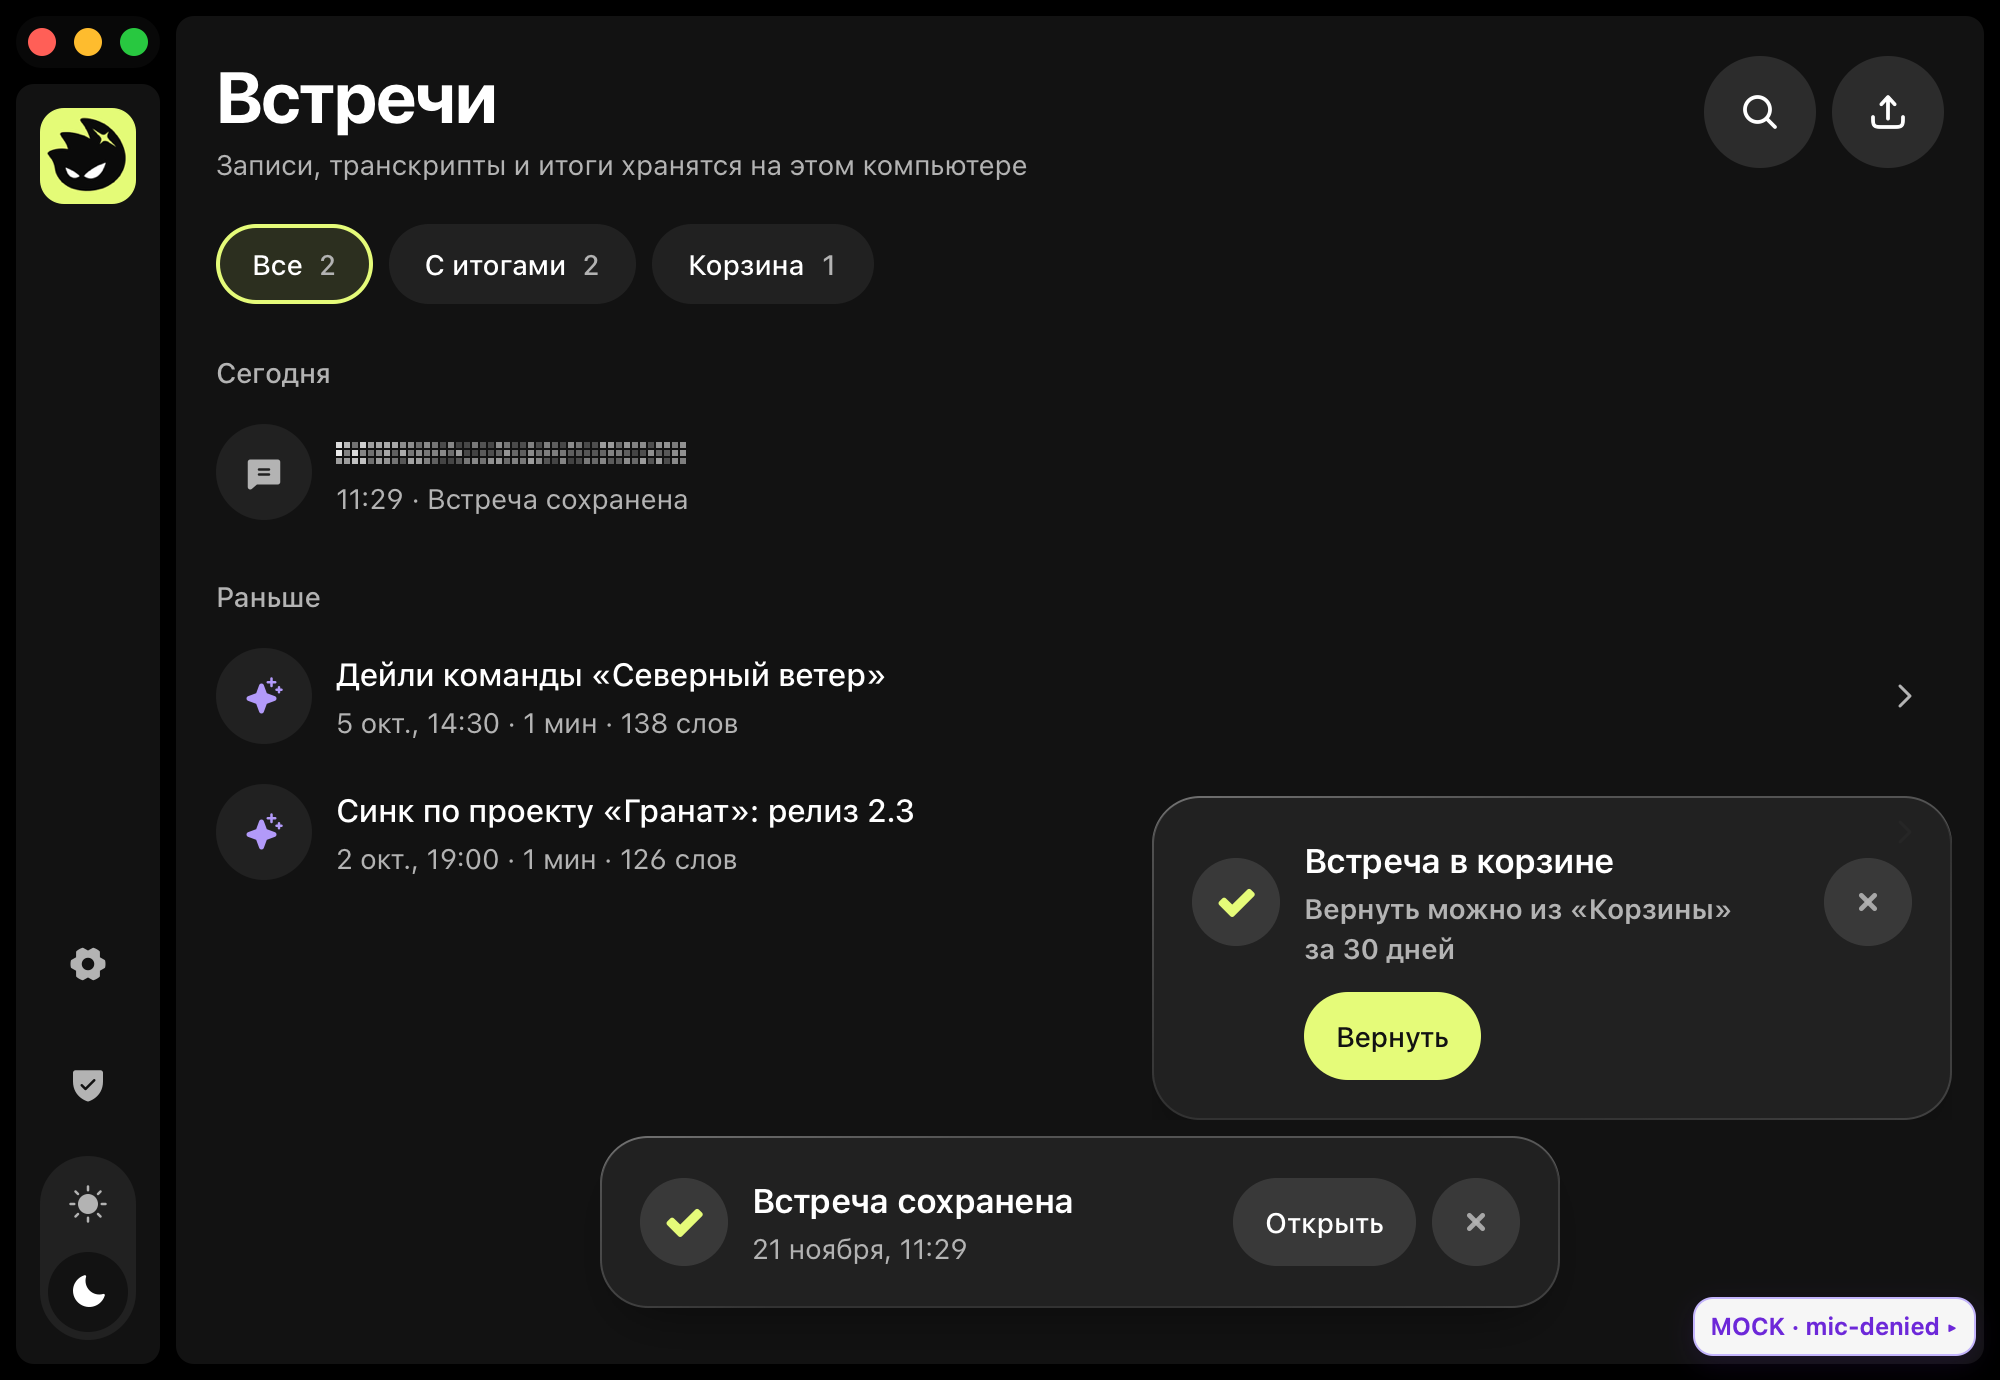 Встречи
Записи, транскрипты и итоги хранятся на этом компьютере
Все 2
С итогами 2
Корзина 1
Сегодня
11:29 · Встреча сохранена
Раньше
Дейли команды «Северный ветер»
5 окт., 14:30 · 1 мин · 138 слов
Синк по проекту «Гранат»: релиз 2.3
2 окт., 19:00 · 1 мин · 126 слов
Встреча в корзине
Вернуть можно из «Корзины»
за 30 дней
Вернуть
Встреча сохранена
21 ноября, 11:29
Открыть
MOCK · mic-denied ▸